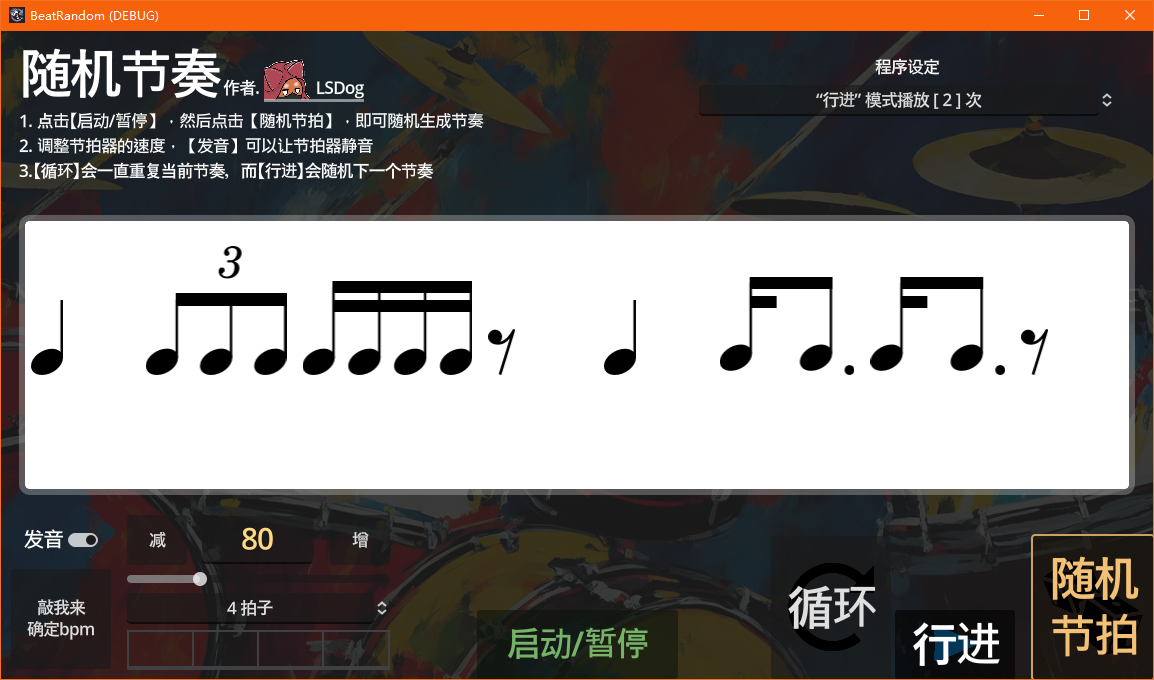 BeatRandom (DEBUG)
随机节奏 作者. LSDog
1. 点击【启动/暂停】，然后点击【随机节拍】，即可随机生成节奏
2. 调整节拍器的速度，【发音】可以让节拍器静音
3.【循环】会一直重复当前节奏，而【行进】会随机下一个节奏
程序设定
“行进” 模式播放 [ 2 ] 次
3
发音
减
80
增
敲我来
确定bpm
4 拍子
启动/暂停
循环
行进
随机
节拍